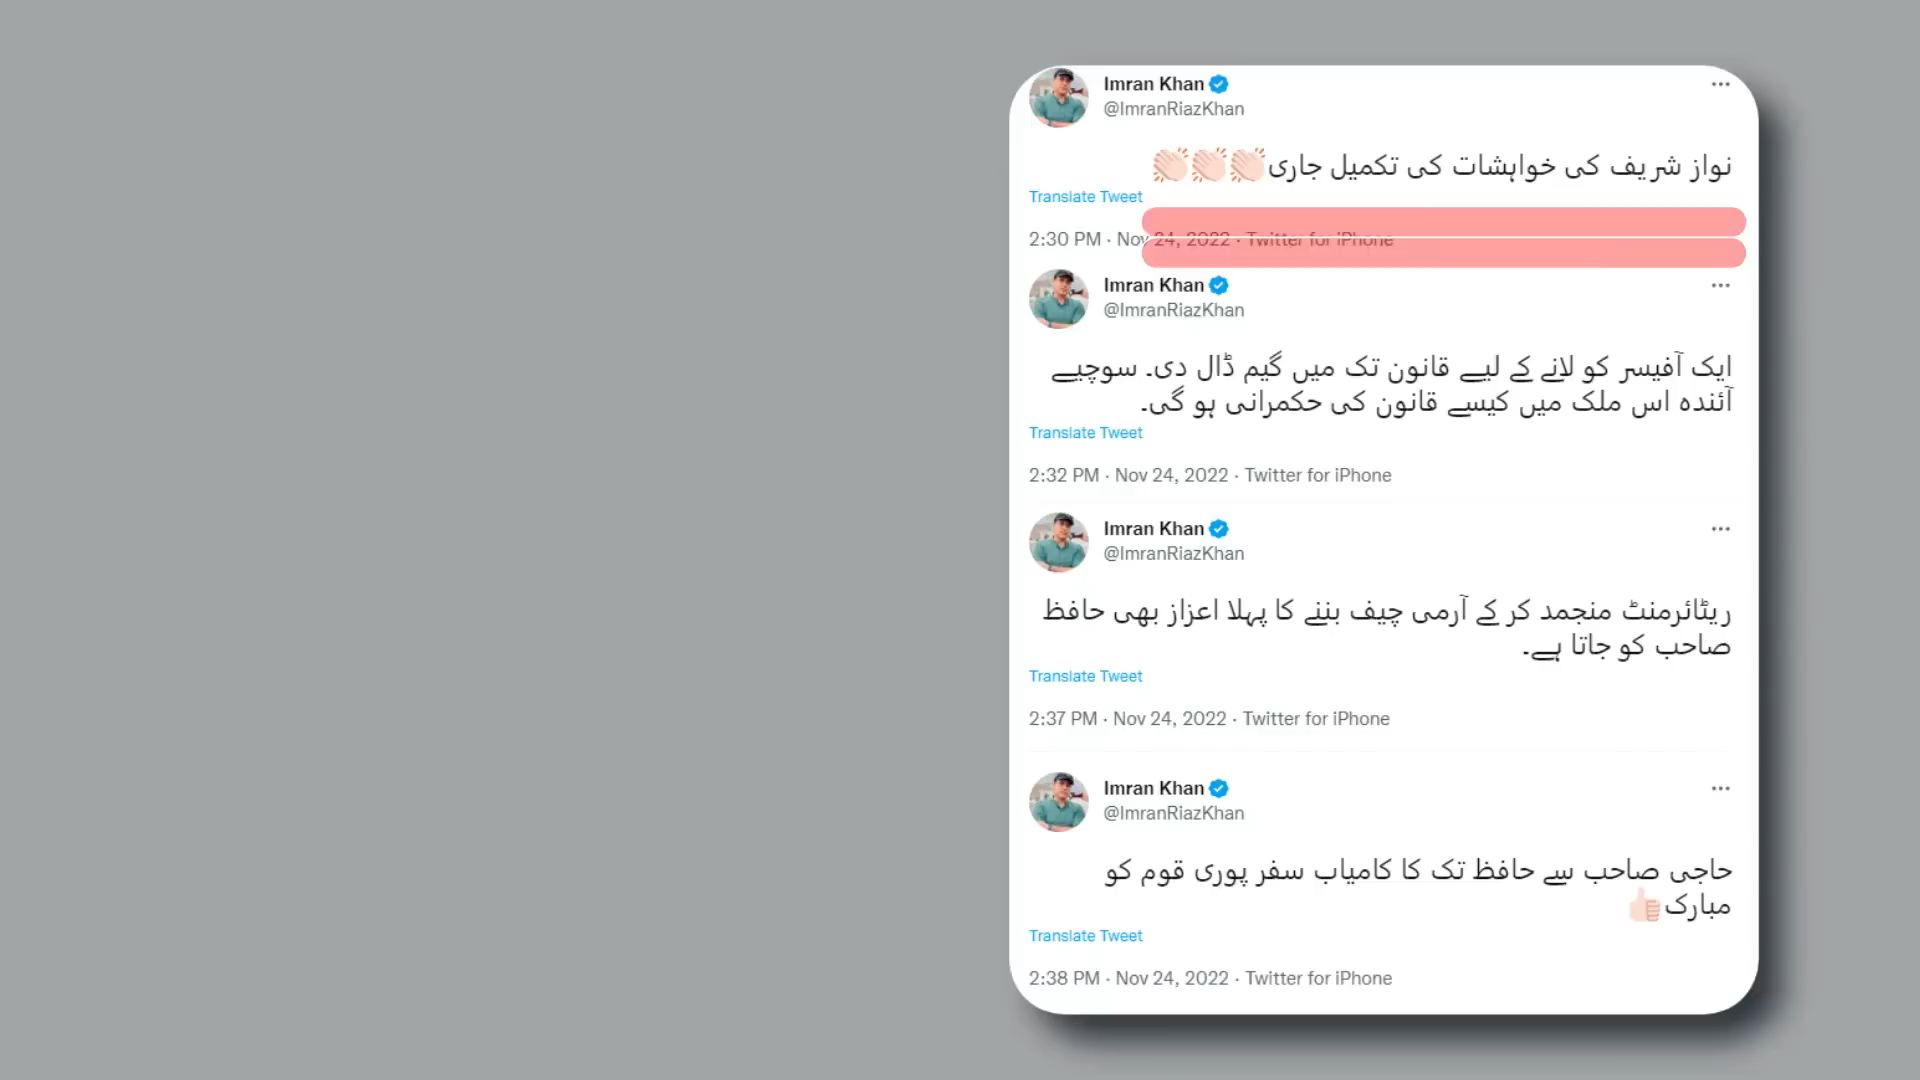 Imran Khan
@ImranRiazKhan
نواز شریف کی خواہشات کی تکمیل جاری👏🏻👏🏻👏🏻
Translate Tweet
2:30 PM · Nov 24, 2022 · Twitter for iPhone
Imran Khan
@ImranRiazKhan
ایک آفیسر کو لانے کے لیے قانون تک میں گیم ڈال دی۔ سوچیے
آئندہ اس ملک میں کیسے قانون کی حکمرانی ہو گی۔
Translate Tweet
2:32 PM · Nov 24, 2022 · Twitter for iPhone
Imran Khan
@ImranRiazKhan
ریٹائرمنٹ منجمد کر کے آرمی چیف بننے کا پہلا اعزاز بھی حافظ
صاحب کو جاتا ہے۔
Translate Tweet
2:37 PM · Nov 24, 2022 · Twitter for iPhone
Imran Khan
@ImranRiazKhan
حاجی صاحب سے حافظ تک کا کامیاب سفر پوری قوم کو
مبارک👍🏻
Translate Tweet
2:38 PM · Nov 24, 2022 · Twitter for iPhone